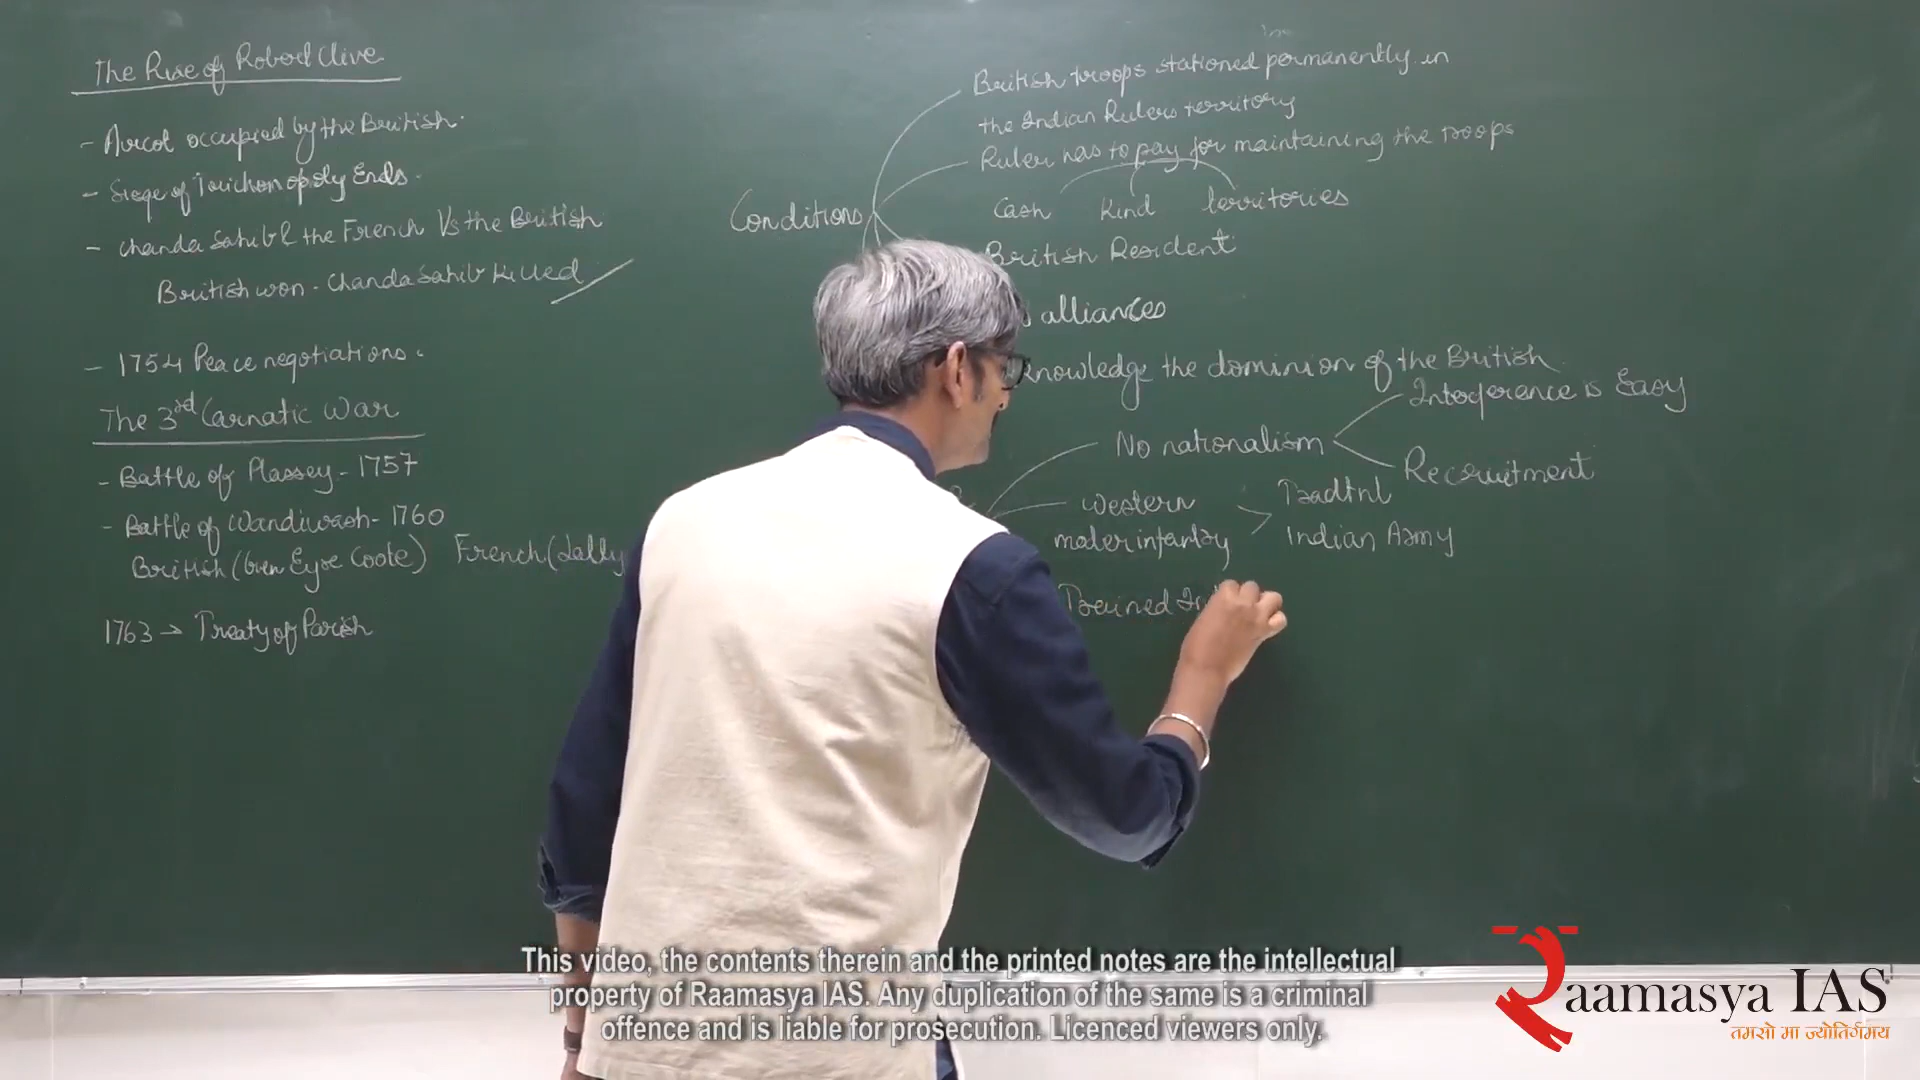 The Rise of Robert Clive
- Arcot occupied by the British.
- Siege of Trichonopoly Ends.
- Chanda Sahib & the French Vs the British
British won - Chanda Sahib Killed
- 1754 Peace negotiations.
The 3rd Carnatic War
- Battle of Plassey - 1757
- Battle of Wandiwash - 1760
British (Gen Eyre Coote) French (Lally
1763 → Treaty of Parish
British troops stationed permanently in
the Indian Rulers territory
Ruler has to pay for maintaining the troops
Cash Kind territories
Conditions
British Resident
alliances
knowledge the dominion of the British
Interference is Easy
No nationalism
Recruitment
Western
moder infantry
Tradtnl
Indian Army
Trained
This video, the contents therein and the printed notes are the intellectual
property of Raamasya IAS. Any duplication of the same is a criminal
offence and is liable for prosecution. Licenced viewers only.
Raamasya IAS
तमसो मा ज्योतिर्गमय